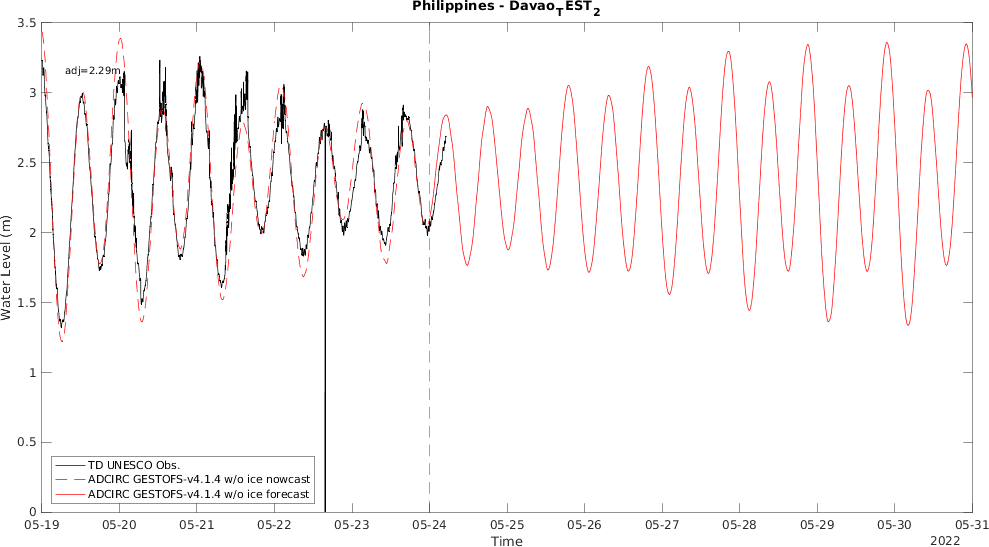 Philippines - Davao_TEST_2
3.5
adj=2.29m
3
2.5
2
1.5
1
0.5
0
Water Level (m)
TD UNESCO Obs.
ADCIRC GESTOFS-v4.1.4 w/o ice nowcast
ADCIRC GESTOFS-v4.1.4 w/o ice forecast
05-19 05-20 05-21 05-22 05-23 05-24 05-25 05-26 05-27 05-28 05-29 05-30 05-31
Time
2022